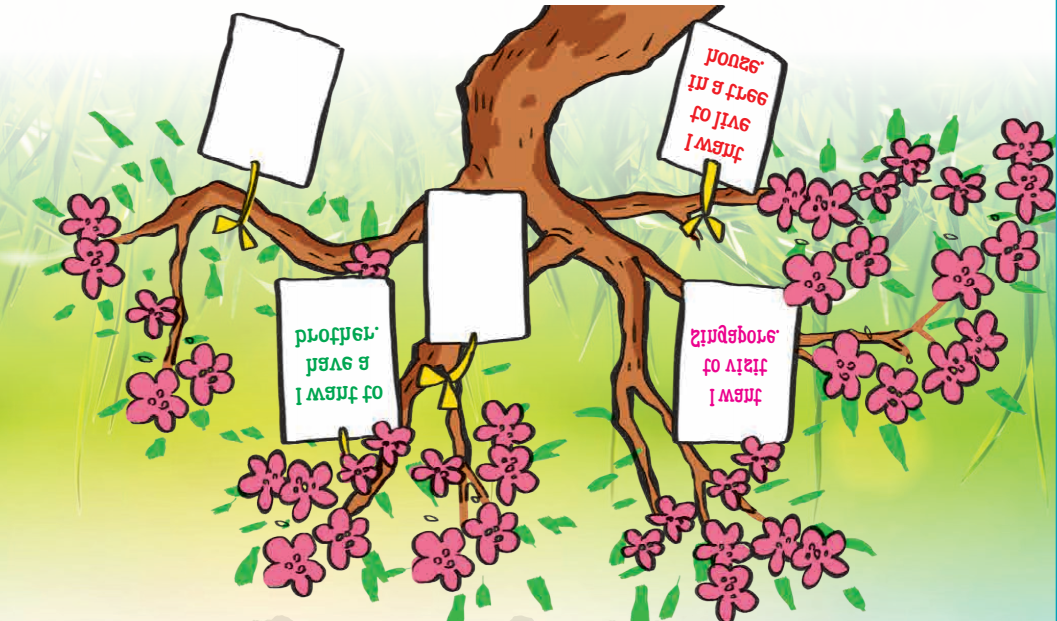 I want
to live
in a tree
house.
I want to
have a
brother.
I want
to visit
Singapore.